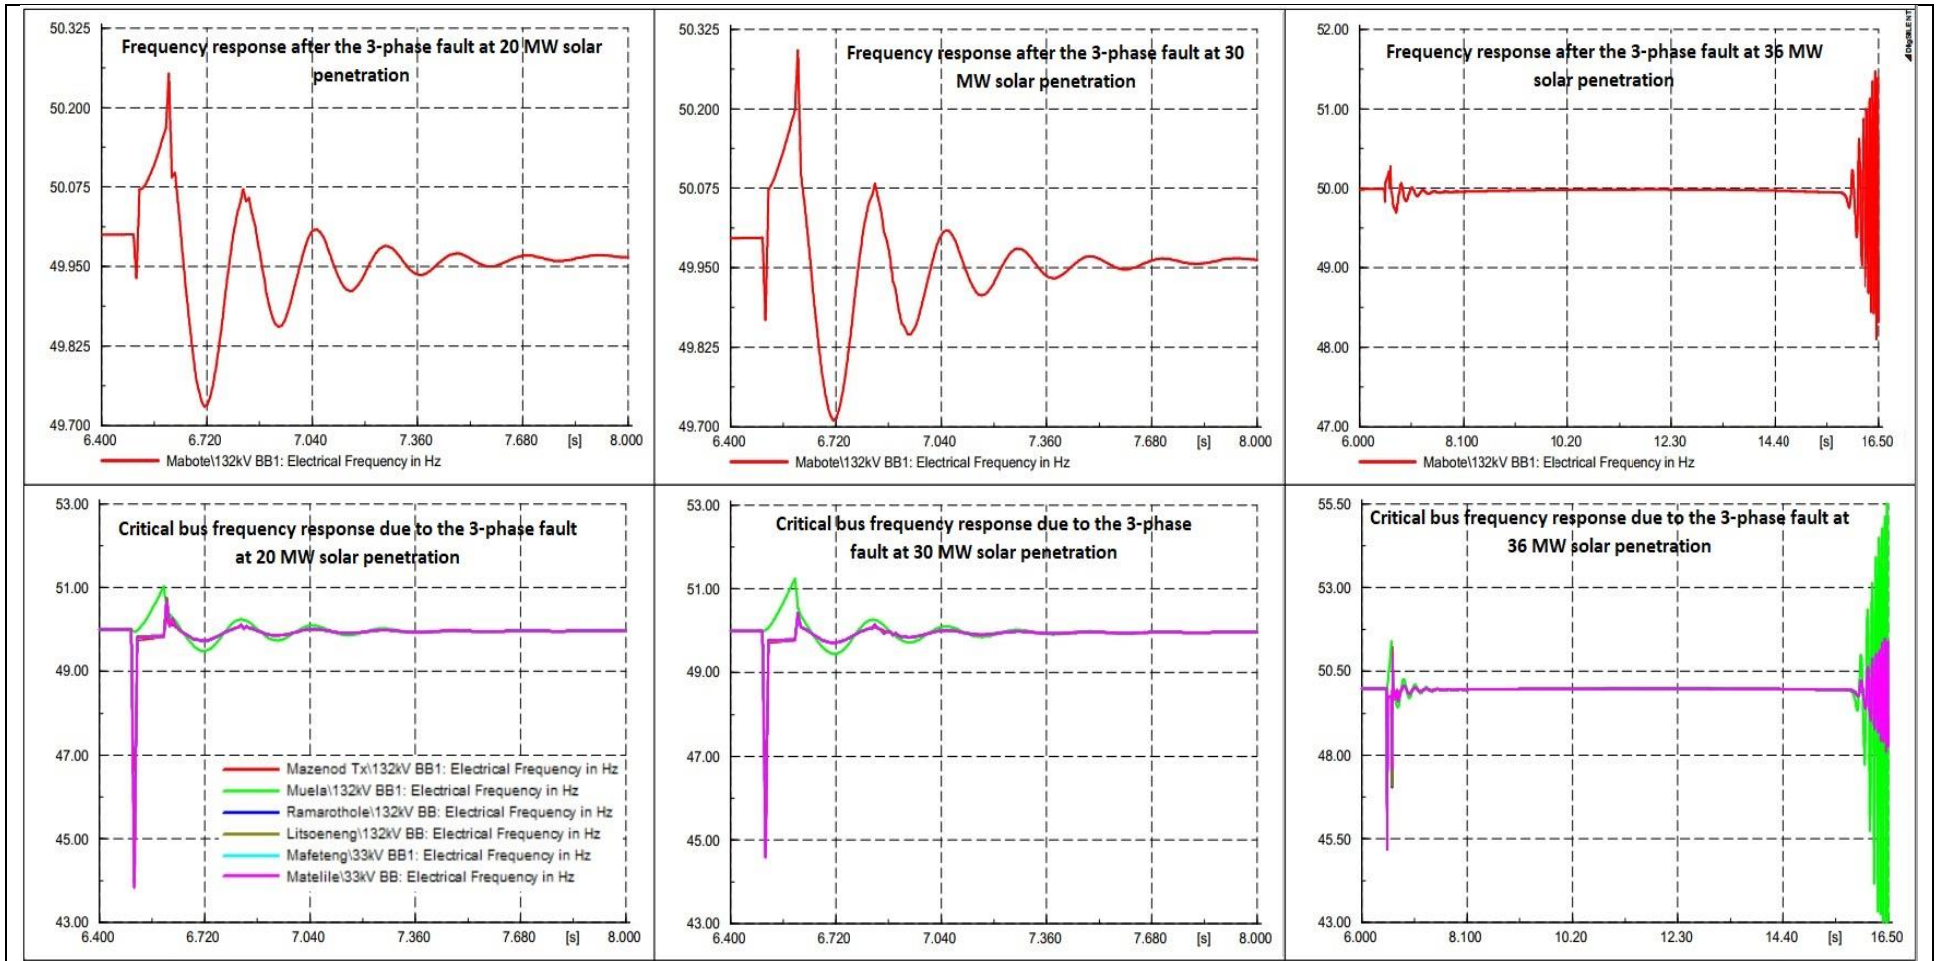 Frequency response after the 3-phase fault at 20 MW solar
penetration
50.325
50.200
50.075
49.950
49.825
49.700
6.400
6.720
7.040
7.360
7.680
[s]
8.000
Mabote\132kV BB1: Electrical Frequency in Hz
Frequency response after the 3-phase fault at 30
MW solar penetration
50.325
50.200
50.075
49.950
49.825
49.700
6.400
6.720
7.040
7.360
7.680
[s]
8.000
Mabote\132kV BB1: Electrical Frequency in Hz
Frequency response after the 3-phase fault at 36 MW
solar penetration
DIgSILENT
52.00
51.00
50.00
49.00
48.00
47.00
6.000
8.100
10.20
12.30
14.40
[s]
16.50
Mabote\132kV BB1: Electrical Frequency in Hz
Critical bus frequency response due to the 3-phase fault
at 20 MW solar penetration
53.00
51.00
49.00
47.00
45.00
43.00
Mazenod Tx\132kV BB1: Electrical Frequency in Hz
Muela\132kV BB1: Electrical Frequency in Hz
Ramarothole\132kV BB: Electrical Frequency in Hz
Litsoeneng\132kV BB: Electrical Frequency in Hz
Mafeteng\33kV BB1: Electrical Frequency in Hz
Matelile\33kV BB: Electrical Frequency in Hz
6.400
6.720
7.040
7.360
7.680
[s]
8.000
Critical bus frequency response due to the 3-phase
fault at 30 MW solar penetration
53.00
51.00
49.00
47.00
45.00
43.00
6.400
6.720
7.040
7.360
7.680
[s]
8.000
Critical bus frequency response due to the 3-phase fault at
36 MW solar penetration
55.50
53.00
50.50
48.00
45.50
43.00
6.000
8.100
10.20
12.30
14.40
[s]
16.50